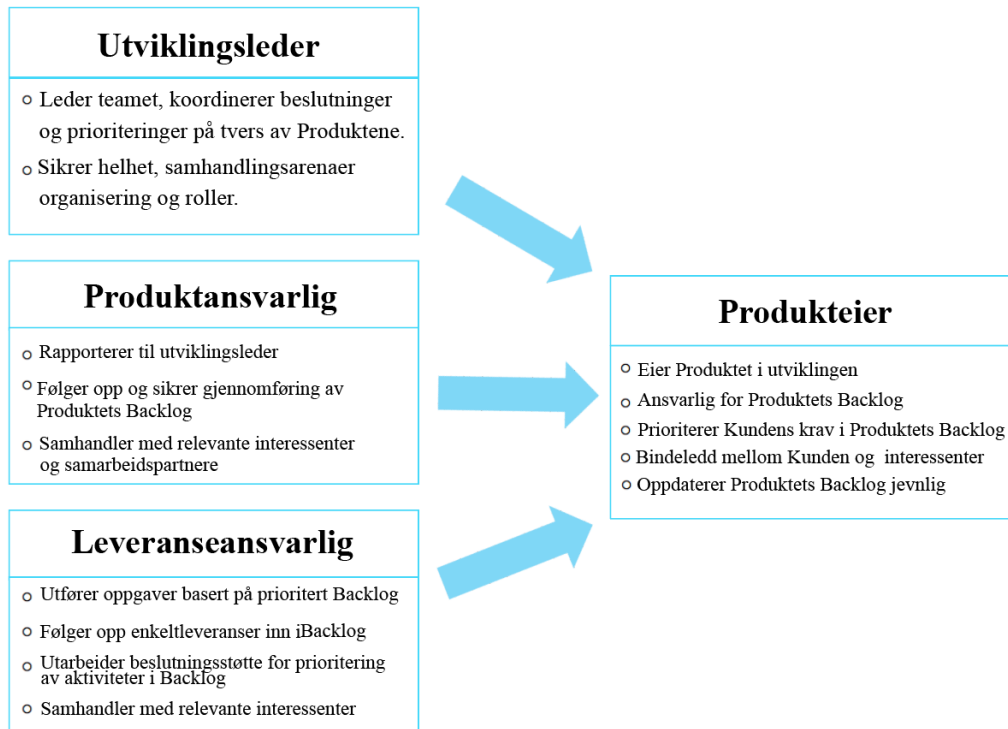 Utviklingsleder
Leder teamet, koordinerer beslutninger
og prioriteringer på tvers av Produktene.
Sikrer helhet, samhandlingsarenaer
organisering og roller.
Produktansvarlig
Rapporterer til utviklingsleder
Følger opp og sikrer gjennomføring av
Produktets Backlog
Samhandler med relevante interessenter
og samarbeidspartnere
Leveranseansvarlig
Utfører oppgaver basert på prioritert Backlog
Følger opp enkeltleveranser inn iBacklog
Utarbeider beslutningsstøtte for prioritering
av aktiviteter i Backlog
Samhandler med relevante interessenter
Produkteier
Eier Produktet i utviklingen
Ansvarlig for Produktets Backlog
Prioriterer Kundens krav i Produktets Backlog
Bindeledd mellom Kunden og  interessenter
Oppdaterer Produktets Backlog jevnlig